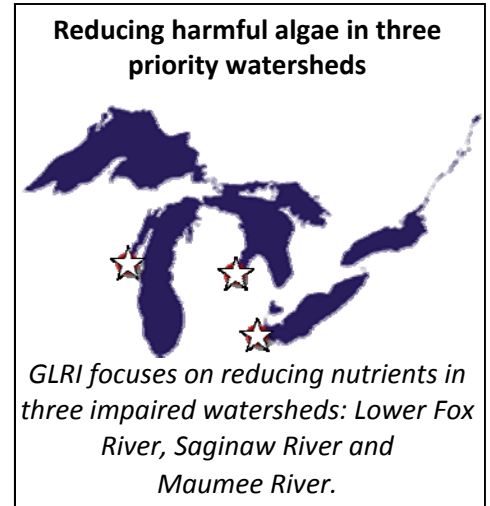 Reducing harmful algae in three
priority watersheds
GLRI focuses on reducing nutrients in
three impaired watersheds: Lower Fox
River, Saginaw River and
Maumee River.